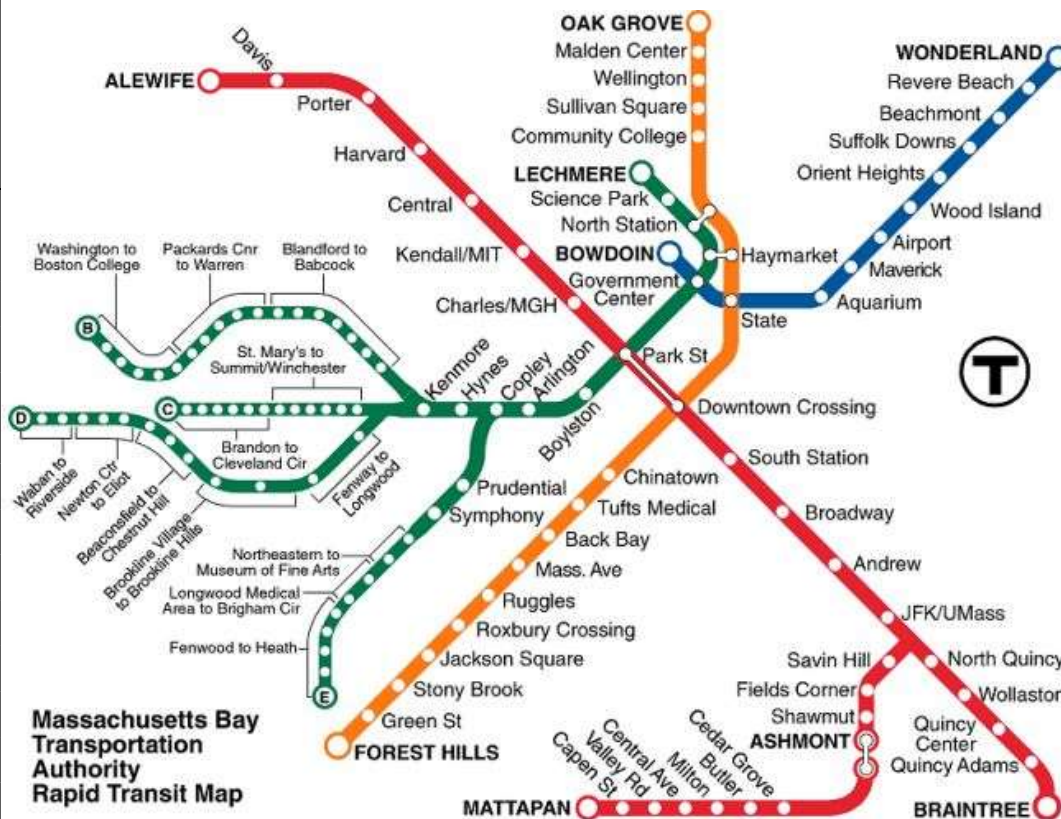 OAK GROVE
Malden Center
Wellington
Sullivan Square
Community College
WONDERLAND
Revere Beach
Beachmont
Suffolk Downs
Orient Heights
Wood Island
Airport
Maverick
Aquarium
ALEWIFE
Davis
Porter
Harvard
Central
Kendall/MIT
Charles/MGH
LECHMERE
Science Park
North Station
BOWDOIN
Haymarket
Government
Center
State
Park St
Downtown Crossing
Washington to
Boston College
Packards Cnr
to Warren
Blandford to
Babcock
B
St. Mary's to
Summit/Winchester
C
Brandon to
Cleveland Cir
D
Waban to
Riverside
Newton Ctr
to Eliot
Beaconsfield to
Chestnut Hill
Brookline Village
to Brookline Hills
Fenway to
Longwood
Kenmore
Hynes
Copley
Arlington
Boylston
T
Prudential
Symphony
Northeastern to
Museum of Fine Arts
Longwood Medical
Area to Brigham Cir
Fenwood to Heath
E
Chinatown
Tufts Medical
Back Bay
Mass. Ave
Ruggles
Roxbury Crossing
Jackson Square
Stony Brook
Green St
FOREST HILLS
South Station
Broadway
Andrew
JFK/UMass
Savin Hill
Fields Corner
Shawmut
ASHMONT
North Quincy
Wollaston
Quincy
Center
Quincy Adams
BRAINTREE
Cedar Grove
Butler
Milton
Central Ave
Valley Rd
Capen St
MATTAPAN
Massachusetts Bay
Transportation
Authority
Rapid Transit Map